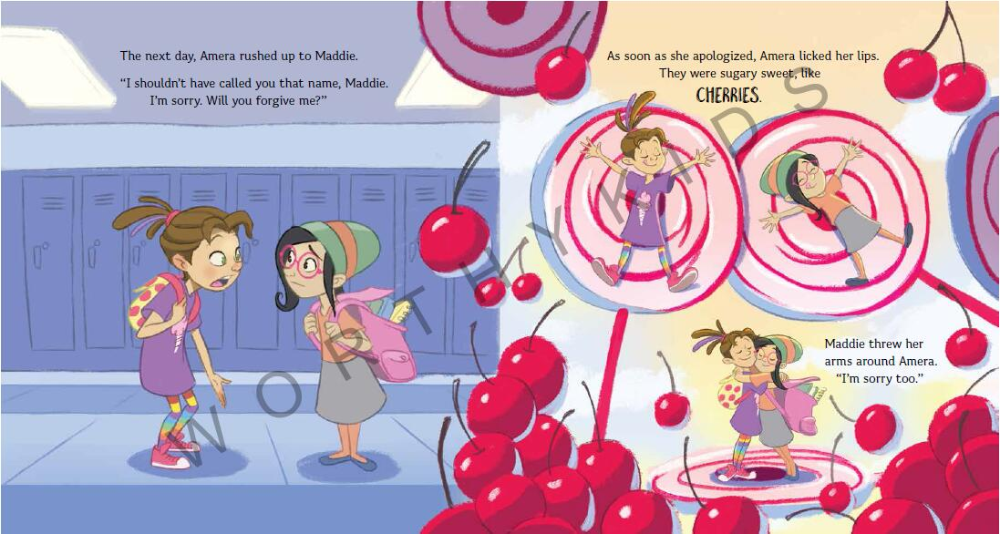 The next day, Amera rushed up to Maddie.
“I shouldn’t have called you that name, Maddie.
I’m sorry. Will you forgive me?”
As soon as she apologized, Amera licked her lips.
They were sugary sweet, like
CHERRIES.
Maddie threw her
arms around Amera.
“I’m sorry too.”
WORTHYKIDS